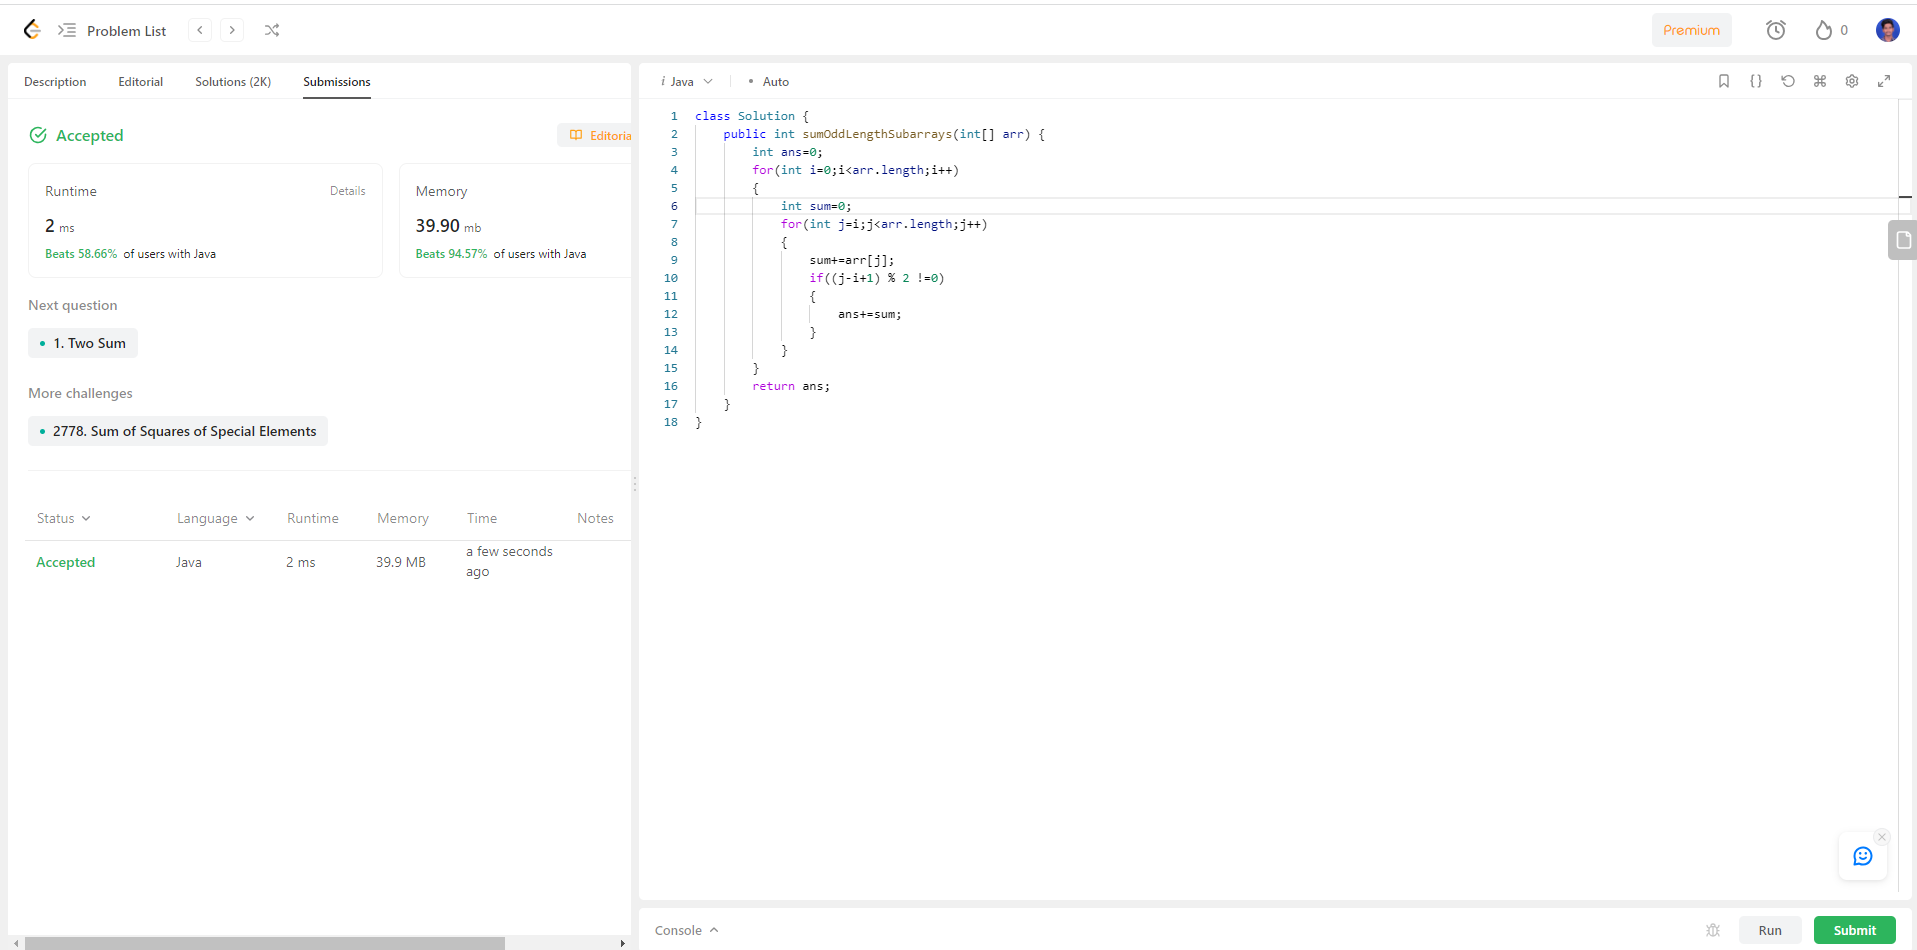 Problem List
Premium
0
Description Editorial Solutions (2K) Submissions
Accepted
Editoria
Runtime Details
2 ms
Beats 58.66% of users with Java
Memory
39.90 mb
Beats 94.57% of users with Java
Next question
1. Two Sum
More challenges
2778. Sum of Squares of Special Elements
Status Language Runtime Memory Time Notes
Accepted Java 2 ms 39.9 MB a few seconds
ago
i Java • Auto
1 class Solution {
2 public int sumOddLengthSubarrays(int[] arr) {
3 int ans=0;
4 for(int i=0;i<arr.length;i++)
5 {
6 int sum=0;
7 for(int j=i;j<arr.length;j++)
8 {
9 sum+=arr[j];
10 if((j-i+1) % 2 !=0)
11 {
12 ans+=sum;
13 }
14 }
15 }
16 return ans;
17 }
18 }
Console
Run
Submit